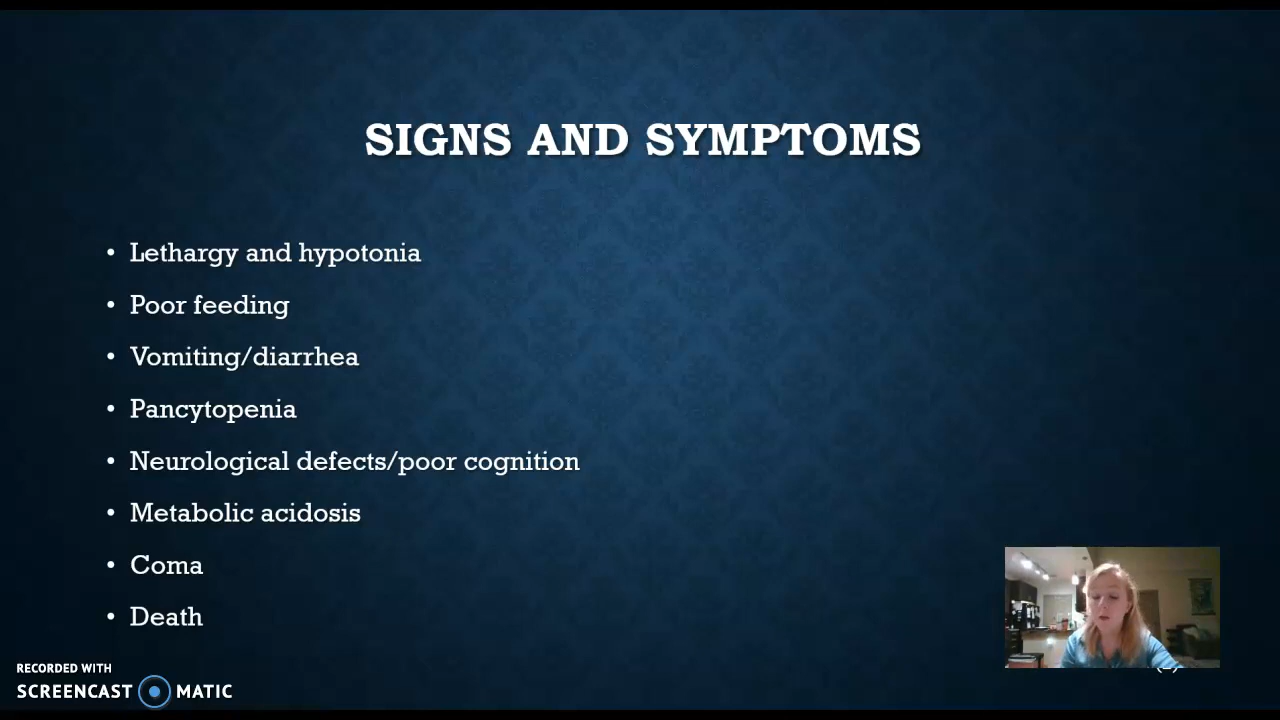 SIGNS AND SYMPTOMS
• Lethargy and hypotonia
• Poor feeding
• Vomiting/diarrhea
• Pancytopenia
• Neurological defects/poor cognition
• Metabolic acidosis
• Coma
• Death
RECORDED WITH
SCREENCAST MATIC